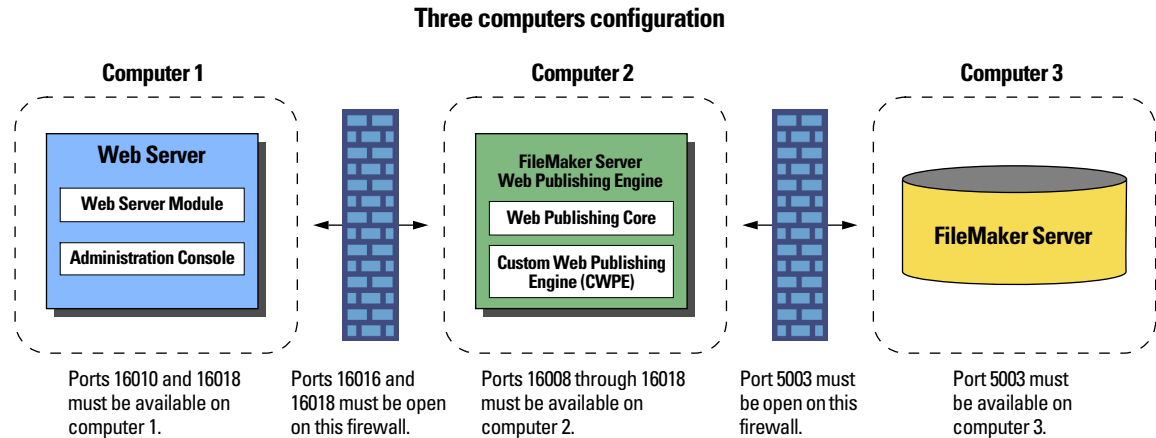 Three computers configuration
Computer 1
Web Server
Web Server Module
Administration Console
Ports 16010 and 16018
must be available on
computer 1.
Ports 16016 and
16018 must be open
on this firewall.
Computer 2
FileMaker Server
Web Publishing Engine
Web Publishing Core
Custom Web Publishing
Engine (CWPE)
Ports 16008 through 16018
must be available on
computer 2.
Port 5003 must
be open on this
firewall.
Computer 3
FileMaker Server
Port 5003 must
be available on
computer 3.